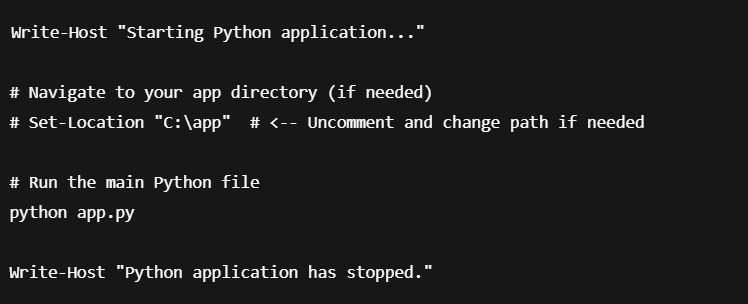 Write-Host "Starting Python application..."
# Navigate to your app directory (if needed)
# Set-Location "C:\app"  # <-- Uncomment and change path if needed
# Run the main Python file
python app.py
Write-Host "Python application has stopped."